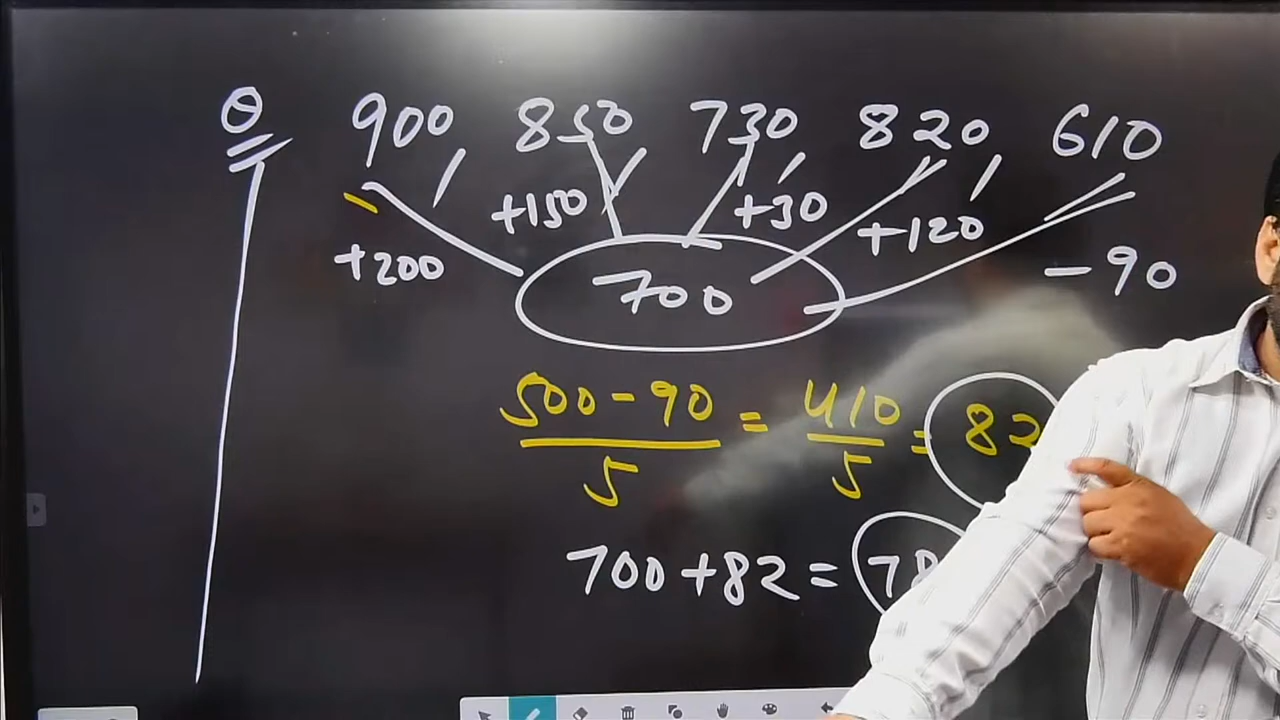 Q 900, 850, 730, 820, 610
+200 +150 +30 +120 -90
700
500-90/5 = 410/5 = 82
700+82=